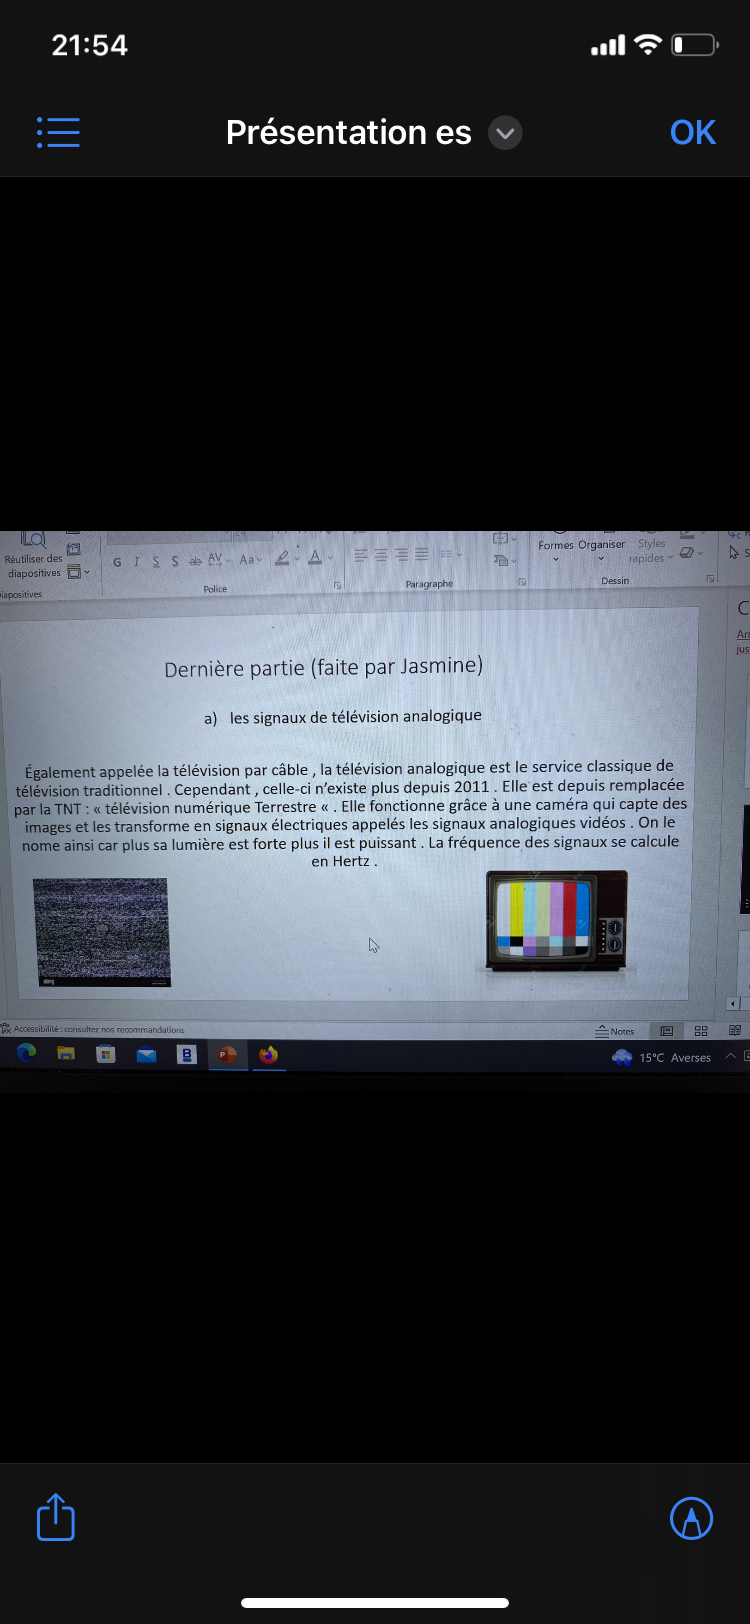 21:54
Présentation es
OK
Réutiliser des
diapositives
G I S S ab AV Aa A
Formes Organiser Styles
rapides
Police
Paragraphe
Dessin
Dernière partie (faite par Jasmine)
a) les signaux de télévision analogique
Également appelée la télévision par câble , la télévision analogique est le service classique de
télévision traditionnel . Cependant , celle-ci n’existe plus depuis 2011 . Elle est depuis remplacée
par la TNT : « télévision numérique Terrestre « . Elle fonctionne grâce à une caméra qui capte des
images et les transforme en signaux électriques appelés les signaux analogiques vidéos . On le
nome ainsi car plus sa lumière est forte plus il est puissant . La fréquence des signaux se calcule
en Hertz .
Accessibilité : consultez nos recommandations
Notes
B
P
15°C Averses